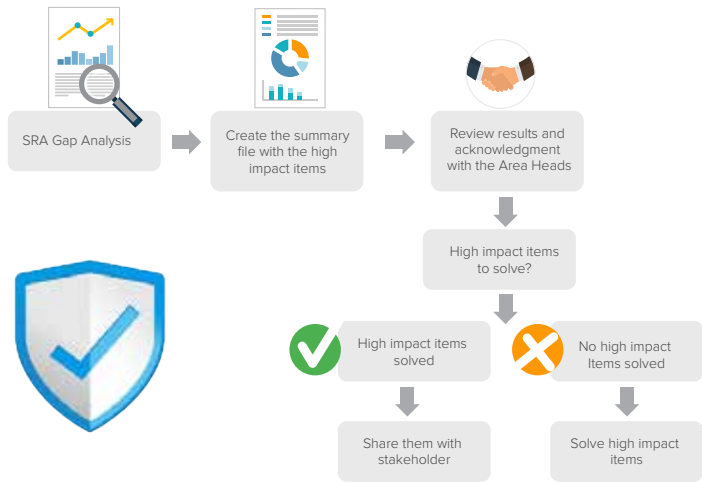 SRA Gap Analysis
Create the summary
file with the high
impact items
Review results and
acknowledgment
with the Area Heads
High impact items
to solve?
High impact items
solved
No high impact
Items solved
Share them with
stakeholder
Solve high impact
items